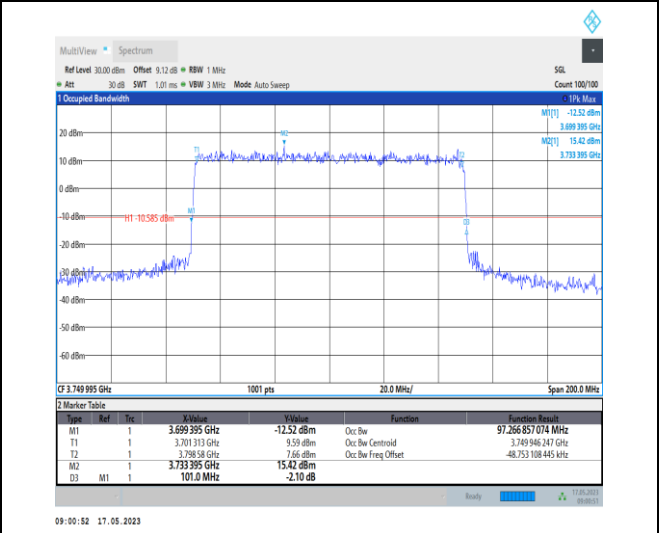 MultiView Spectrum
Ref Level 30.00 dBm Offset 9.12 dB RBW 1 MHz SGL
Att 30 dB SWT 1.01 ms VBW 3 MHz Mode Auto Sweep Count 100/100
1 Occupied Bandwidth 1Pk Max
M1[1] -12.52 dBm
3.699 395 GHz
M2[1] 15.42 dBm
3.733 395 GHz
20 dBm
M2
T1
T2
10 dBm
0 dBm
M1
-10 dBm
H1 -10.585 dBm
D3
-20 dBm
-30 dBm
-40 dBm
-50 dBm
-60 dBm
CF 3.749 995 GHz 1001 pts 20.0 MHz/ Span 200.0 MHz
2 Marker Table
Type Ref Trc X-Value Y-Value Function Function Result
M1 1 3.699 395 GHz -12.52 dBm Occ Bw 97.266 857 074 MHz
T1 1 3.701 313 GHz 9.59 dBm Occ Bw Centroid 3.749 946 247 GHz
T2 1 3.798 58 GHz 7.66 dBm Occ Bw Freq Offset -48.753 108 445 kHz
M2 1 3.733 395 GHz 15.42 dBm
D3 M1 1 101.0 MHz -2.10 dB
Ready 17.05.2023
09:00:51
09:00:52 17.05.2023